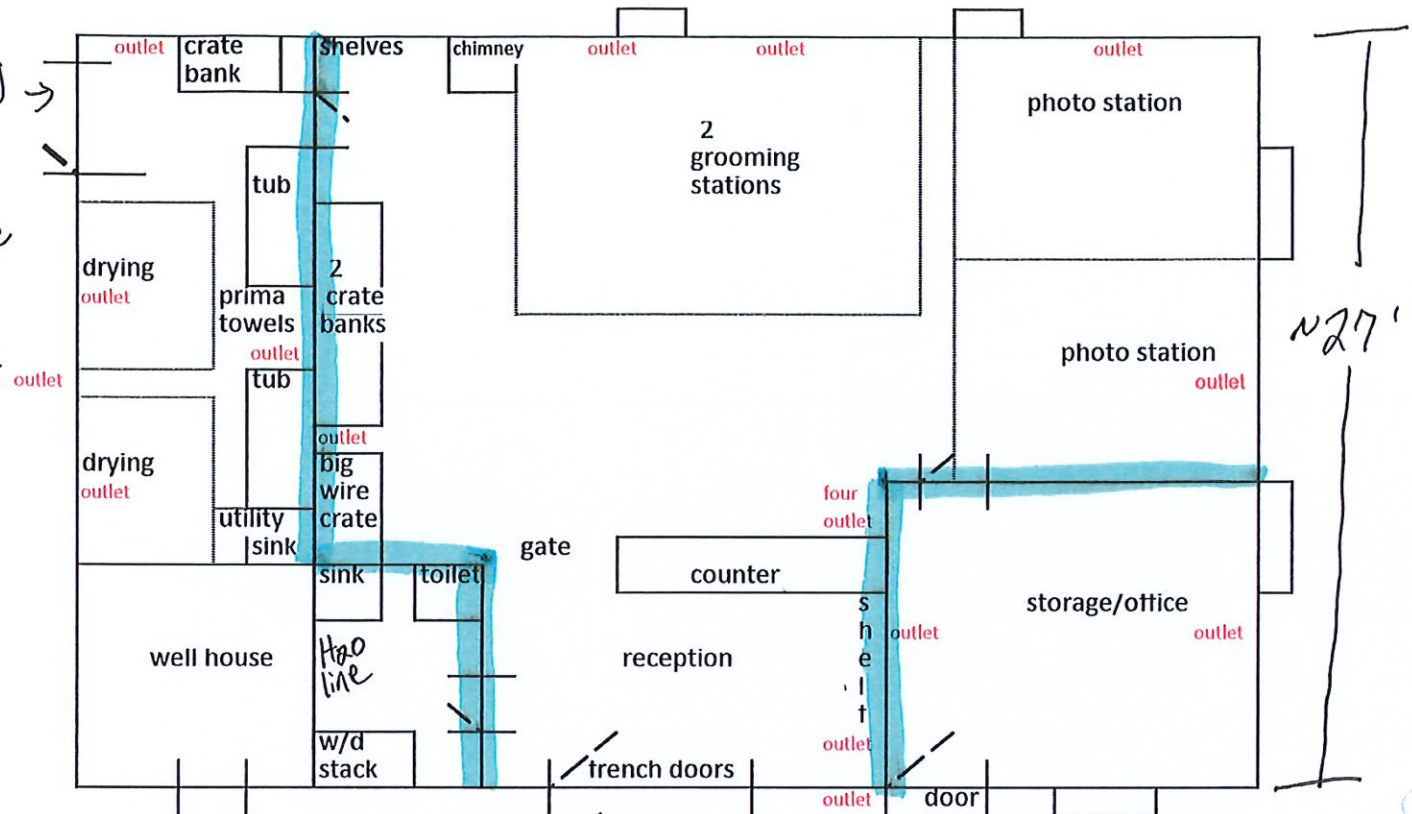 outlet
crate
bank
shelves
chimney
outlet
outlet
outlet
photo station
2
grooming
stations
tub
drying
outlet
prima
towels
outlet
2
crate
banks
outlet
tub
photo station
outlet
~27'
outlet
big
wire
crate
drying
outlet
utility
sink
four
outlet
gate
counter
sink
toilet
storage/office
shelf
outlet
outlet
well house
H2O
line
reception
outlet
w/d
stack
french doors
outlet
door